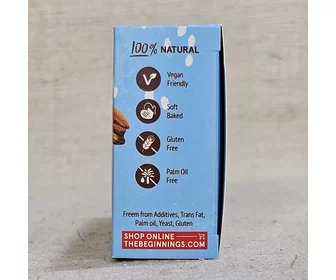 100% NATURAL
Vegan
Friendly
Soft
Baked
Gluten
Free
Palm Oil
Free
Freem from Additives, Trans Fat,
Palm oil, Yeast, Gluten
SHOP ONLINE
THEBEGINNINGS.COM